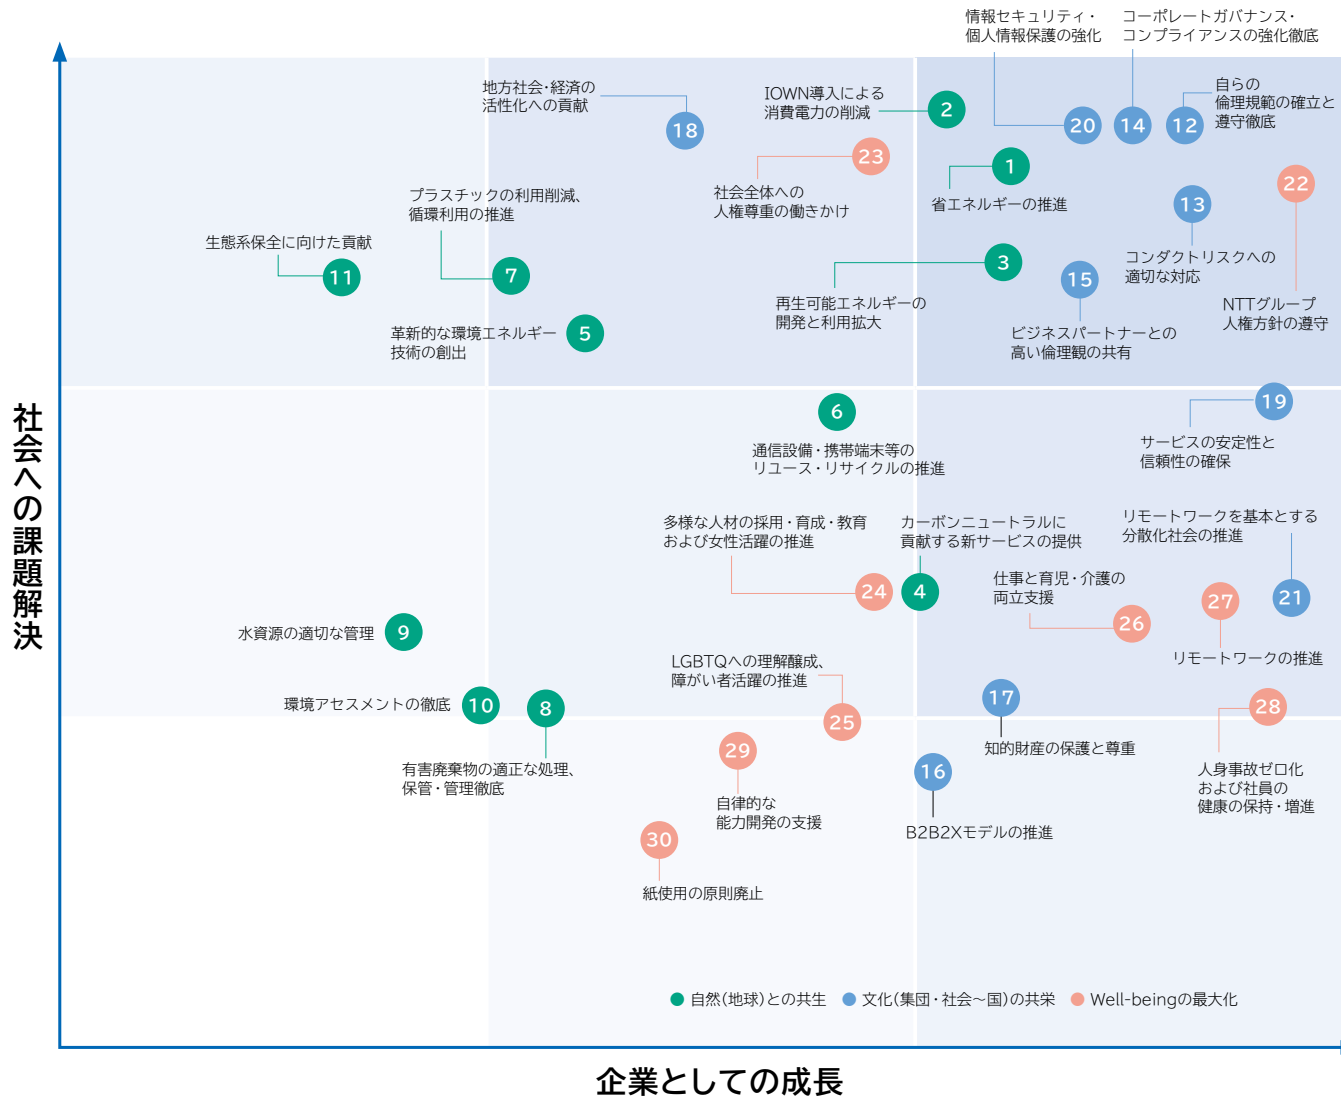 情報セキュリティ・
個人情報保護の強化
コーポレートガバナンス・
コンプライアンスの強化徹底
自らの
倫理規範の確立と
遵守徹底
地方社会・経済の
活性化への貢献
18
IOWN導入による
消費電力の削減
2
20
14
12
23
社会全体への
人権尊重の働きかけ
1
省エネルギーの推進
22
NTTグループ
人権方針の遵守
13
コンダクトリスクへの
適切な対応
プラスチックの利用削減、
循環利用の推進
7
生態系保全に向けた貢献
11
3
再生可能エネルギーの
開発と利用拡大
15
ビジネスパートナーとの
高い倫理観の共有
革新的な環境エネルギー
技術の創出
5
社会への課題解決
6
通信設備・携帯端末等の
リユース・リサイクルの推進
19
サービスの安定性と
信頼性の確保
多様な人材の採用・育成・教育
および女性活躍の推進
24
カーボンニュートラルに
貢献する新サービスの提供
4
リモートワークを基本とする
分散化社会の推進
21
仕事と育児・介護の
両立支援
26
27
リモートワークの推進
水資源の適切な管理
9
LGBTQへの理解醸成、
障がい者活躍の推進
25
環境アセスメントの徹底
10
8
有害廃棄物の適正な処理、
保管・管理徹底
17
知的財産の保護と尊重
28
人身事故ゼロ化
および社員の
健康の保持・増進
29
自律的な
能力開発の支援
16
B2B2Xモデルの推進
30
紙使用の原則廃止
自然(地球)との共生
文化(集団・社会～国)の共栄
Well-beingの最大化
企業としての成長